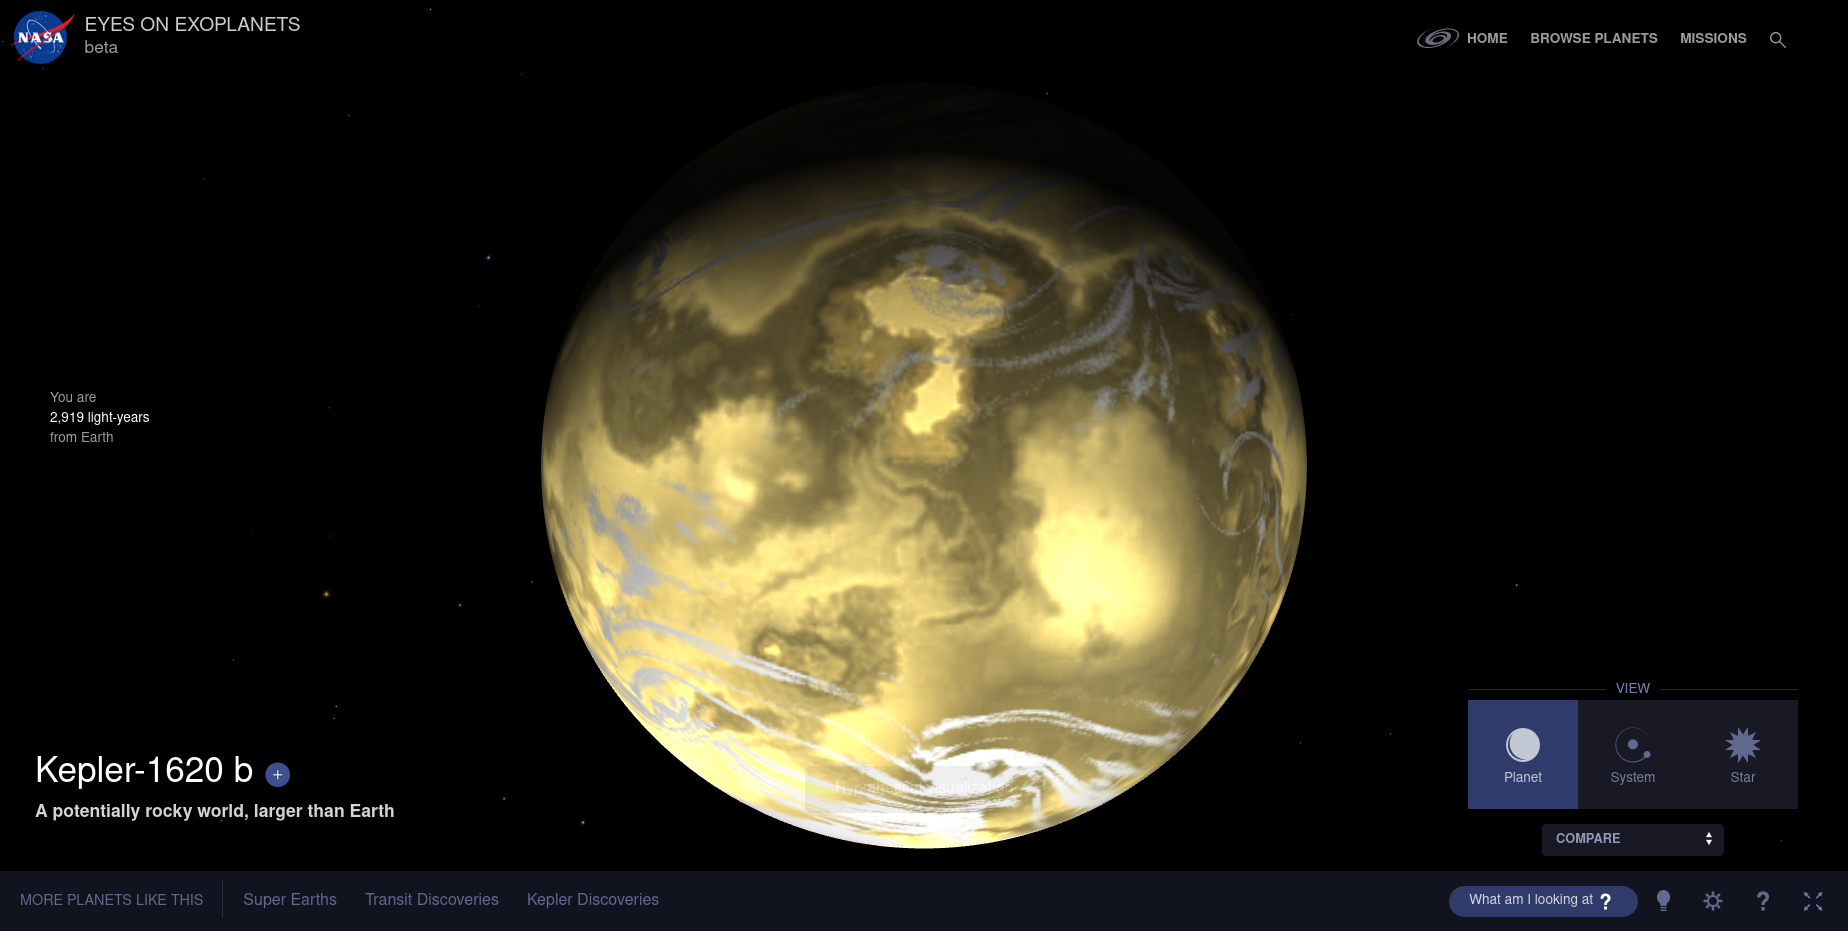 NASA
EYES ON EXOPLANETS
beta
HOME
BROWSE PLANETS
MISSIONS
You are
2,919 light-years
from Earth
Kepler-1620 b +
A potentially rocky world, larger than Earth
Hypothetical Visualization
VIEW
Planet
System
Star
COMPARE
MORE PLANETS LIKE THIS
Super Earths
Transit Discoveries
Kepler Discoveries
What am I looking at ?
?